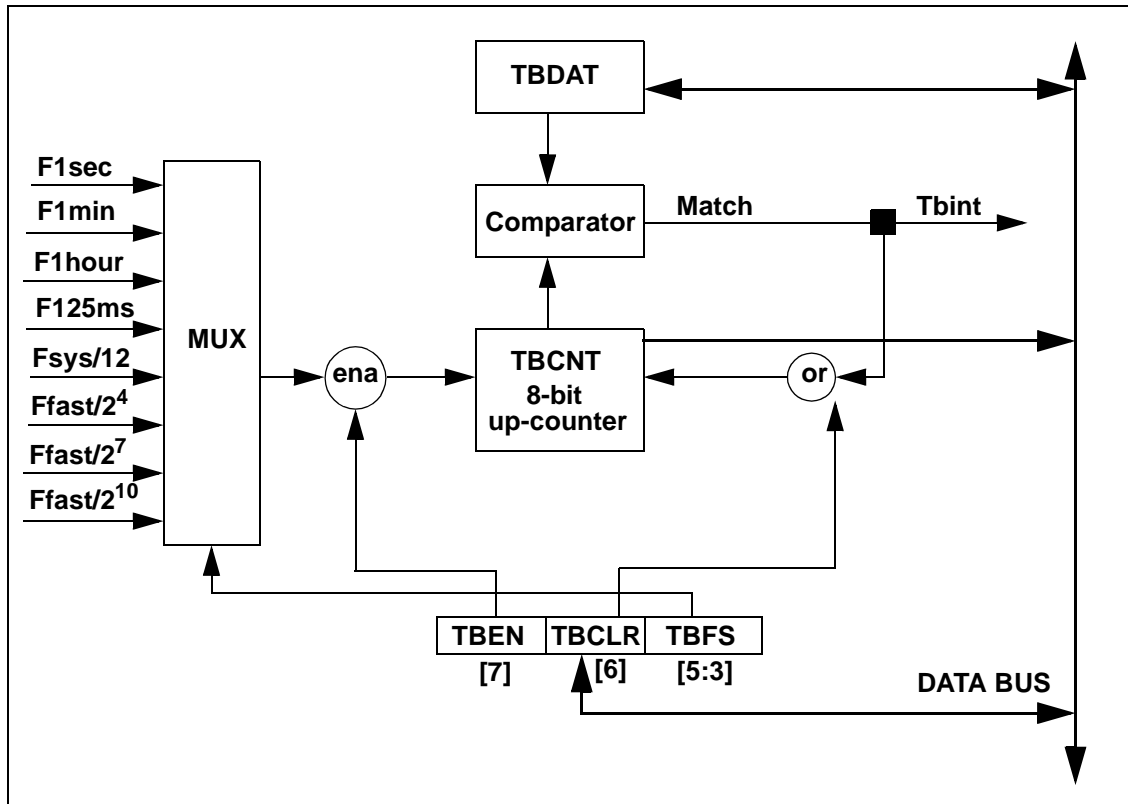 TBDAT
F1sec
F1min
Comparator
Match
Tbint
F1hour
F125ms
MUX
Fsys/12
ena
TBCNT
8-bit
up-counter
or
Ffast/2⁴
Ffast/2⁷
Ffast/2¹⁰
TBEN TBCLR TBFS
[7] [6] [5:3]
DATA BUS